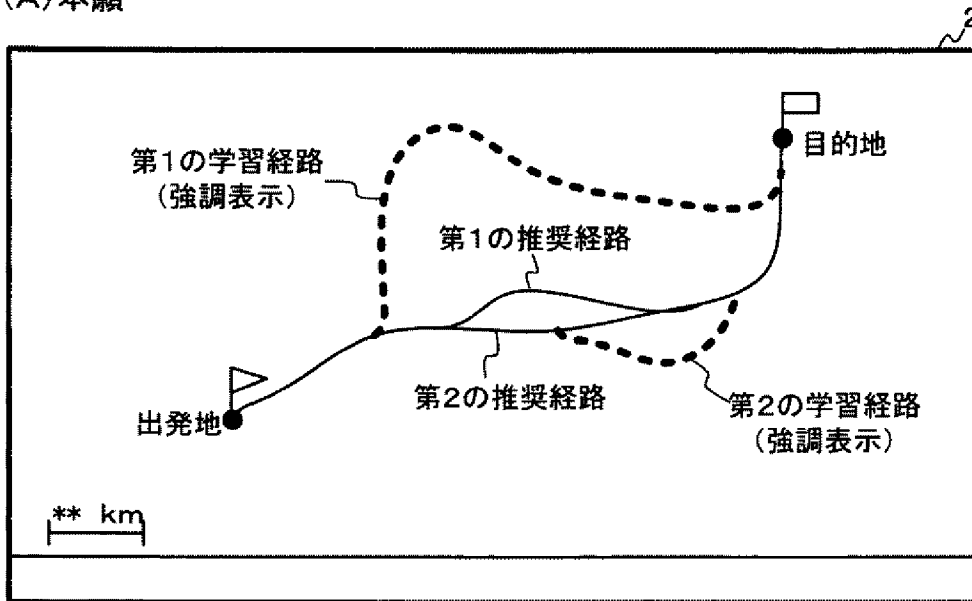 (A)本願
2
目的地
第1の学習経路
(強調表示)
第1の推奨経路
第2の推奨経路
第2の学習経路
(強調表示)
出発地
** km